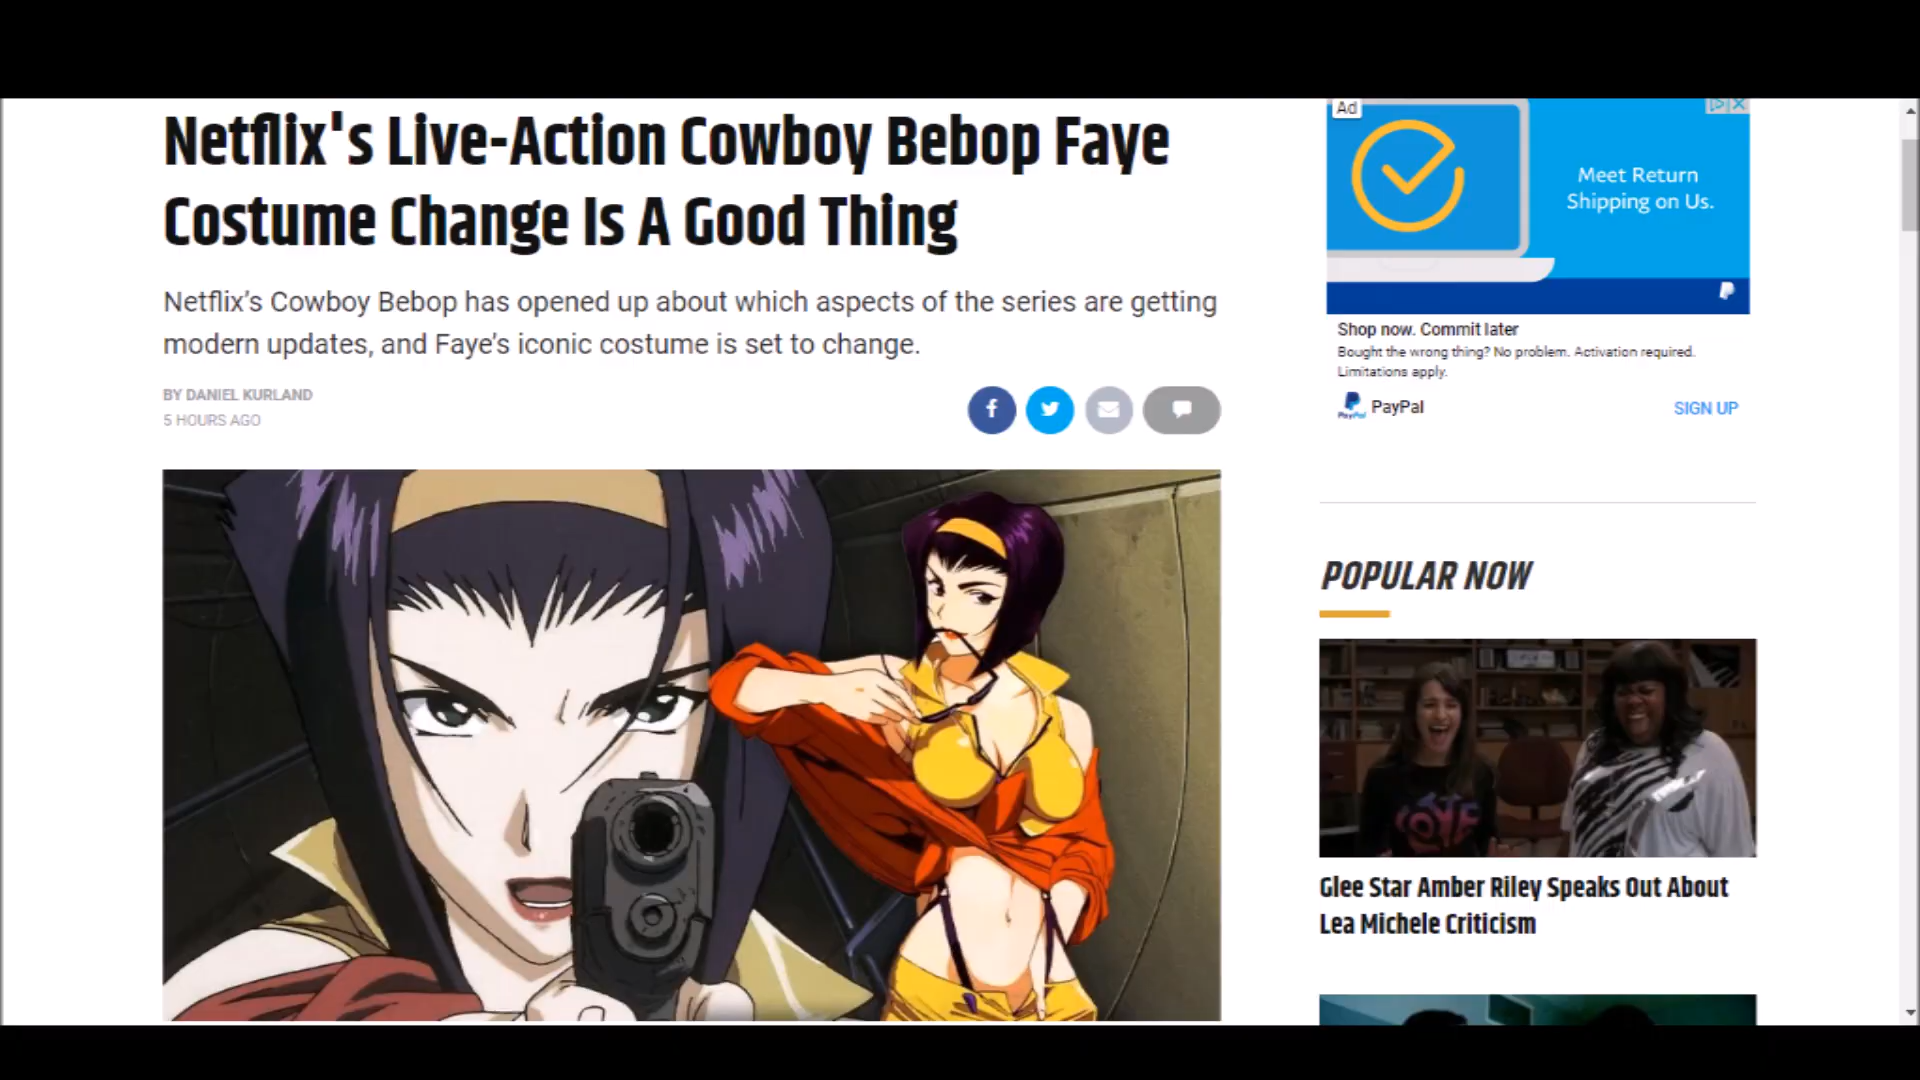 Netflix's Live-Action Cowboy Bebop Faye
Costume Change Is A Good Thing
Netflix's Cowboy Bebop has opened up about which aspects of the series are getting
modern updates, and Faye's iconic costume is set to change.
BY DANIEL KURLAND
5 HOURS AGO
Ad
Meet Return
Shipping on Us.
Shop now. Commit later
Bought the wrong thing? No problem. Activation required.
Limitations apply.
PayPal
PayPal
SIGN UP
POPULAR NOW
LOVE
Glee Star Amber Riley Speaks Out About
Lea Michele Criticism